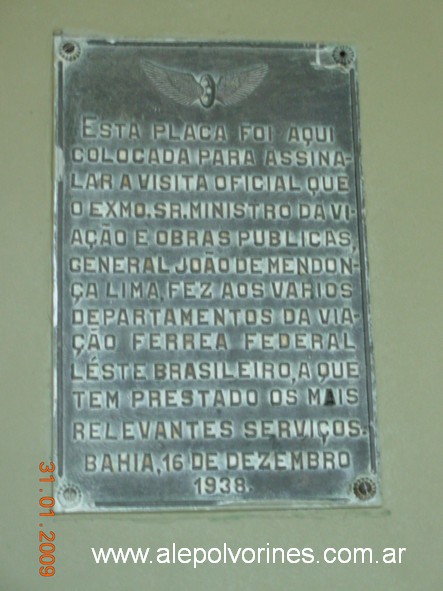 ESTA PLACA FOI AQUI
COLOCADA PARA ASSINA-
LAR A VISITA OFICIAL QUE
O EXMO. SR. MINISTRO DA VI-
AÇÃO E OBRAS PUBLICAS,
GENERAL JOÃO DE MENDON-
ÇA LIMA, FEZ AOS VARIOS
DEPARTAMENTOS DA VIA-
ÇÃO FERREA FEDERAL
LÉSTE BRASILEIRO, A QUE
TEM PRESTADO OS MAIS
RELEVANTES SERVIÇOS.
BAHIA, 16 DE DEZEMBRO
1938.
31.01.2009
www.alepolvorines.com.ar